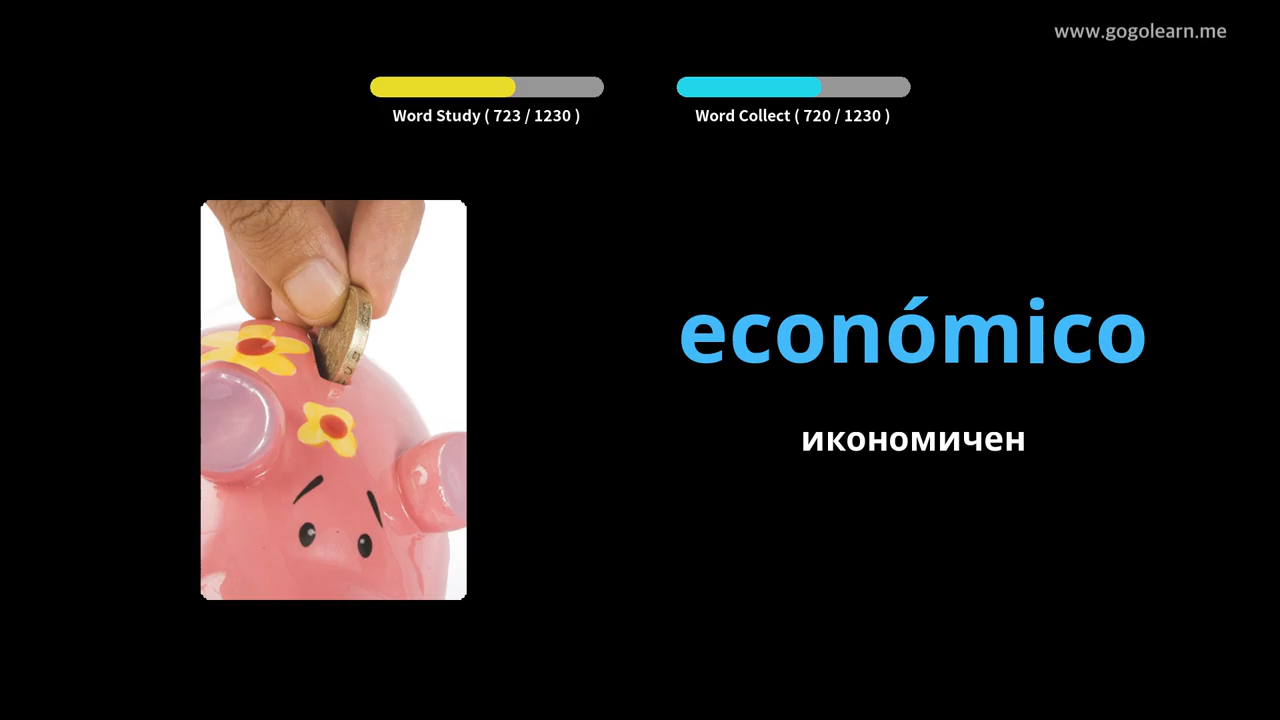 www.gogolearn.me
Word Study ( 723 / 1230 )
Word Collect ( 720 / 1230 )
económico
икономичен